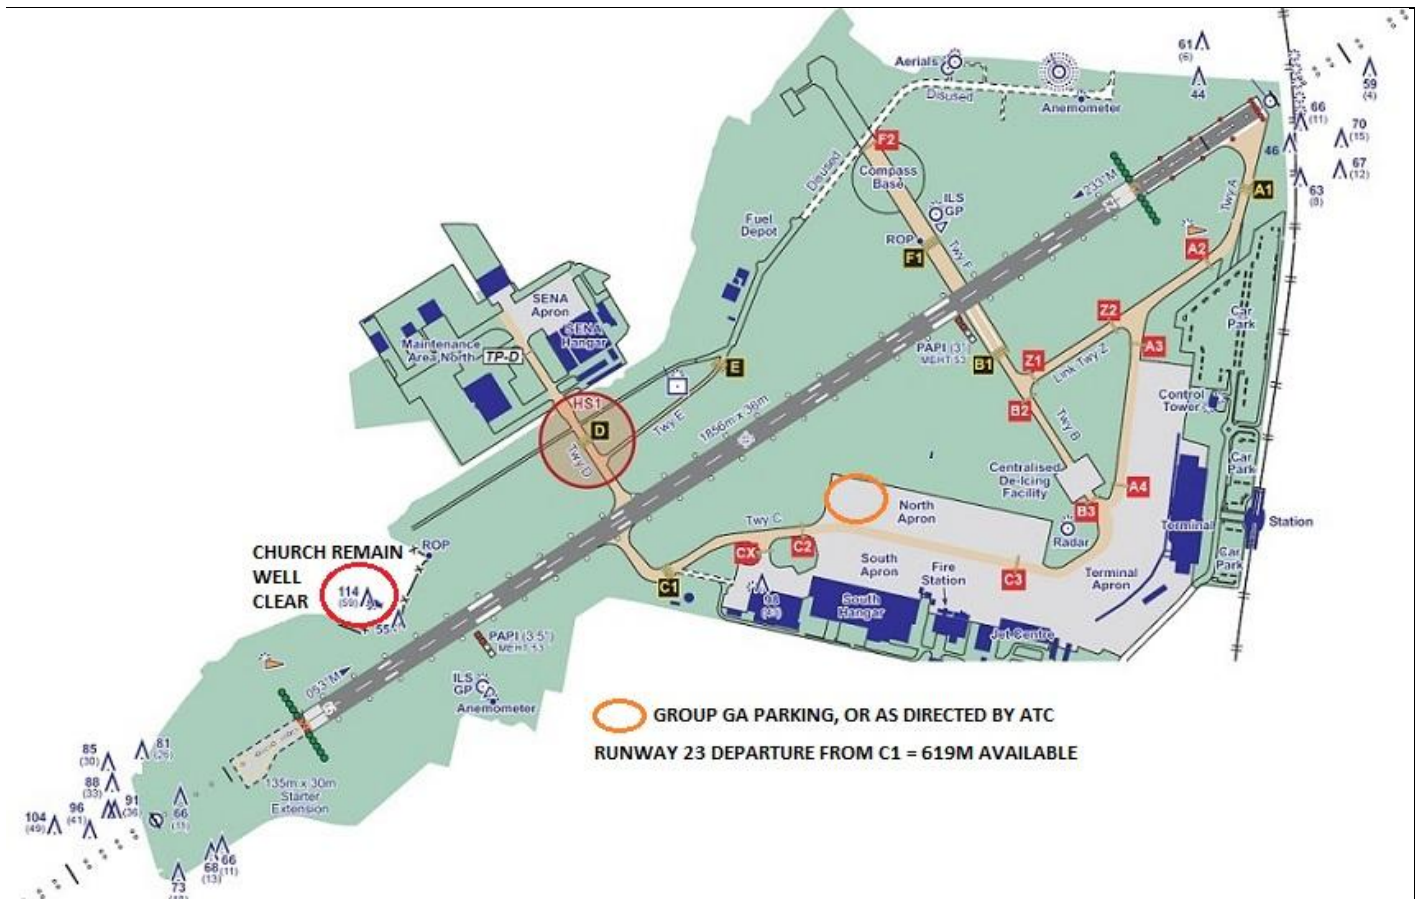 61
(6)
44
59
(4)
66
(11)
70
(15)
46
67
(12)
63
(8)
Aerials
Disused
Anemometer
F2
Compass
Base
Disused
ILS
GP
233°M
Twy A
A1
Fuel
Depot
ROP
F1
Twy F
A2
SENA
Apron
SENA
Hangar
Maintenance
Area North
TP-D
Z2
Car
Park
PAPI (3°)
MEHT 53
B1
Z1
Link Twy Z
A3
E
HS1
D
Twy E
Twy D
1856m x 36m
B2
Twy B
Control
Tower
Car
Park
Centralised
De-Icing
Facility
A4
North
Apron
B3
Radar
Terminal
Station
Car
Park
Twy C
CX
C2
South
Apron
C3
Terminal
Apron
Fire
Station
C1
98
South
Hangar
Jet Centre
CHURCH REMAIN
WELL
CLEAR
ROP
114
(59)
55
PAPI (3.5°)
MEHT 53
053°M
ILS
GP
Anemometer
GROUP GA PARKING, OR AS DIRECTED BY ATC
RUNWAY 23 DEPARTURE FROM C1 = 619M AVAILABLE
135m x 30m
Starter
Extension
85
(30)
81
(26)
88
(33)
91
(36)
96
(41)
104
(49)
66
(11)
66
(11)
68
(13)
73